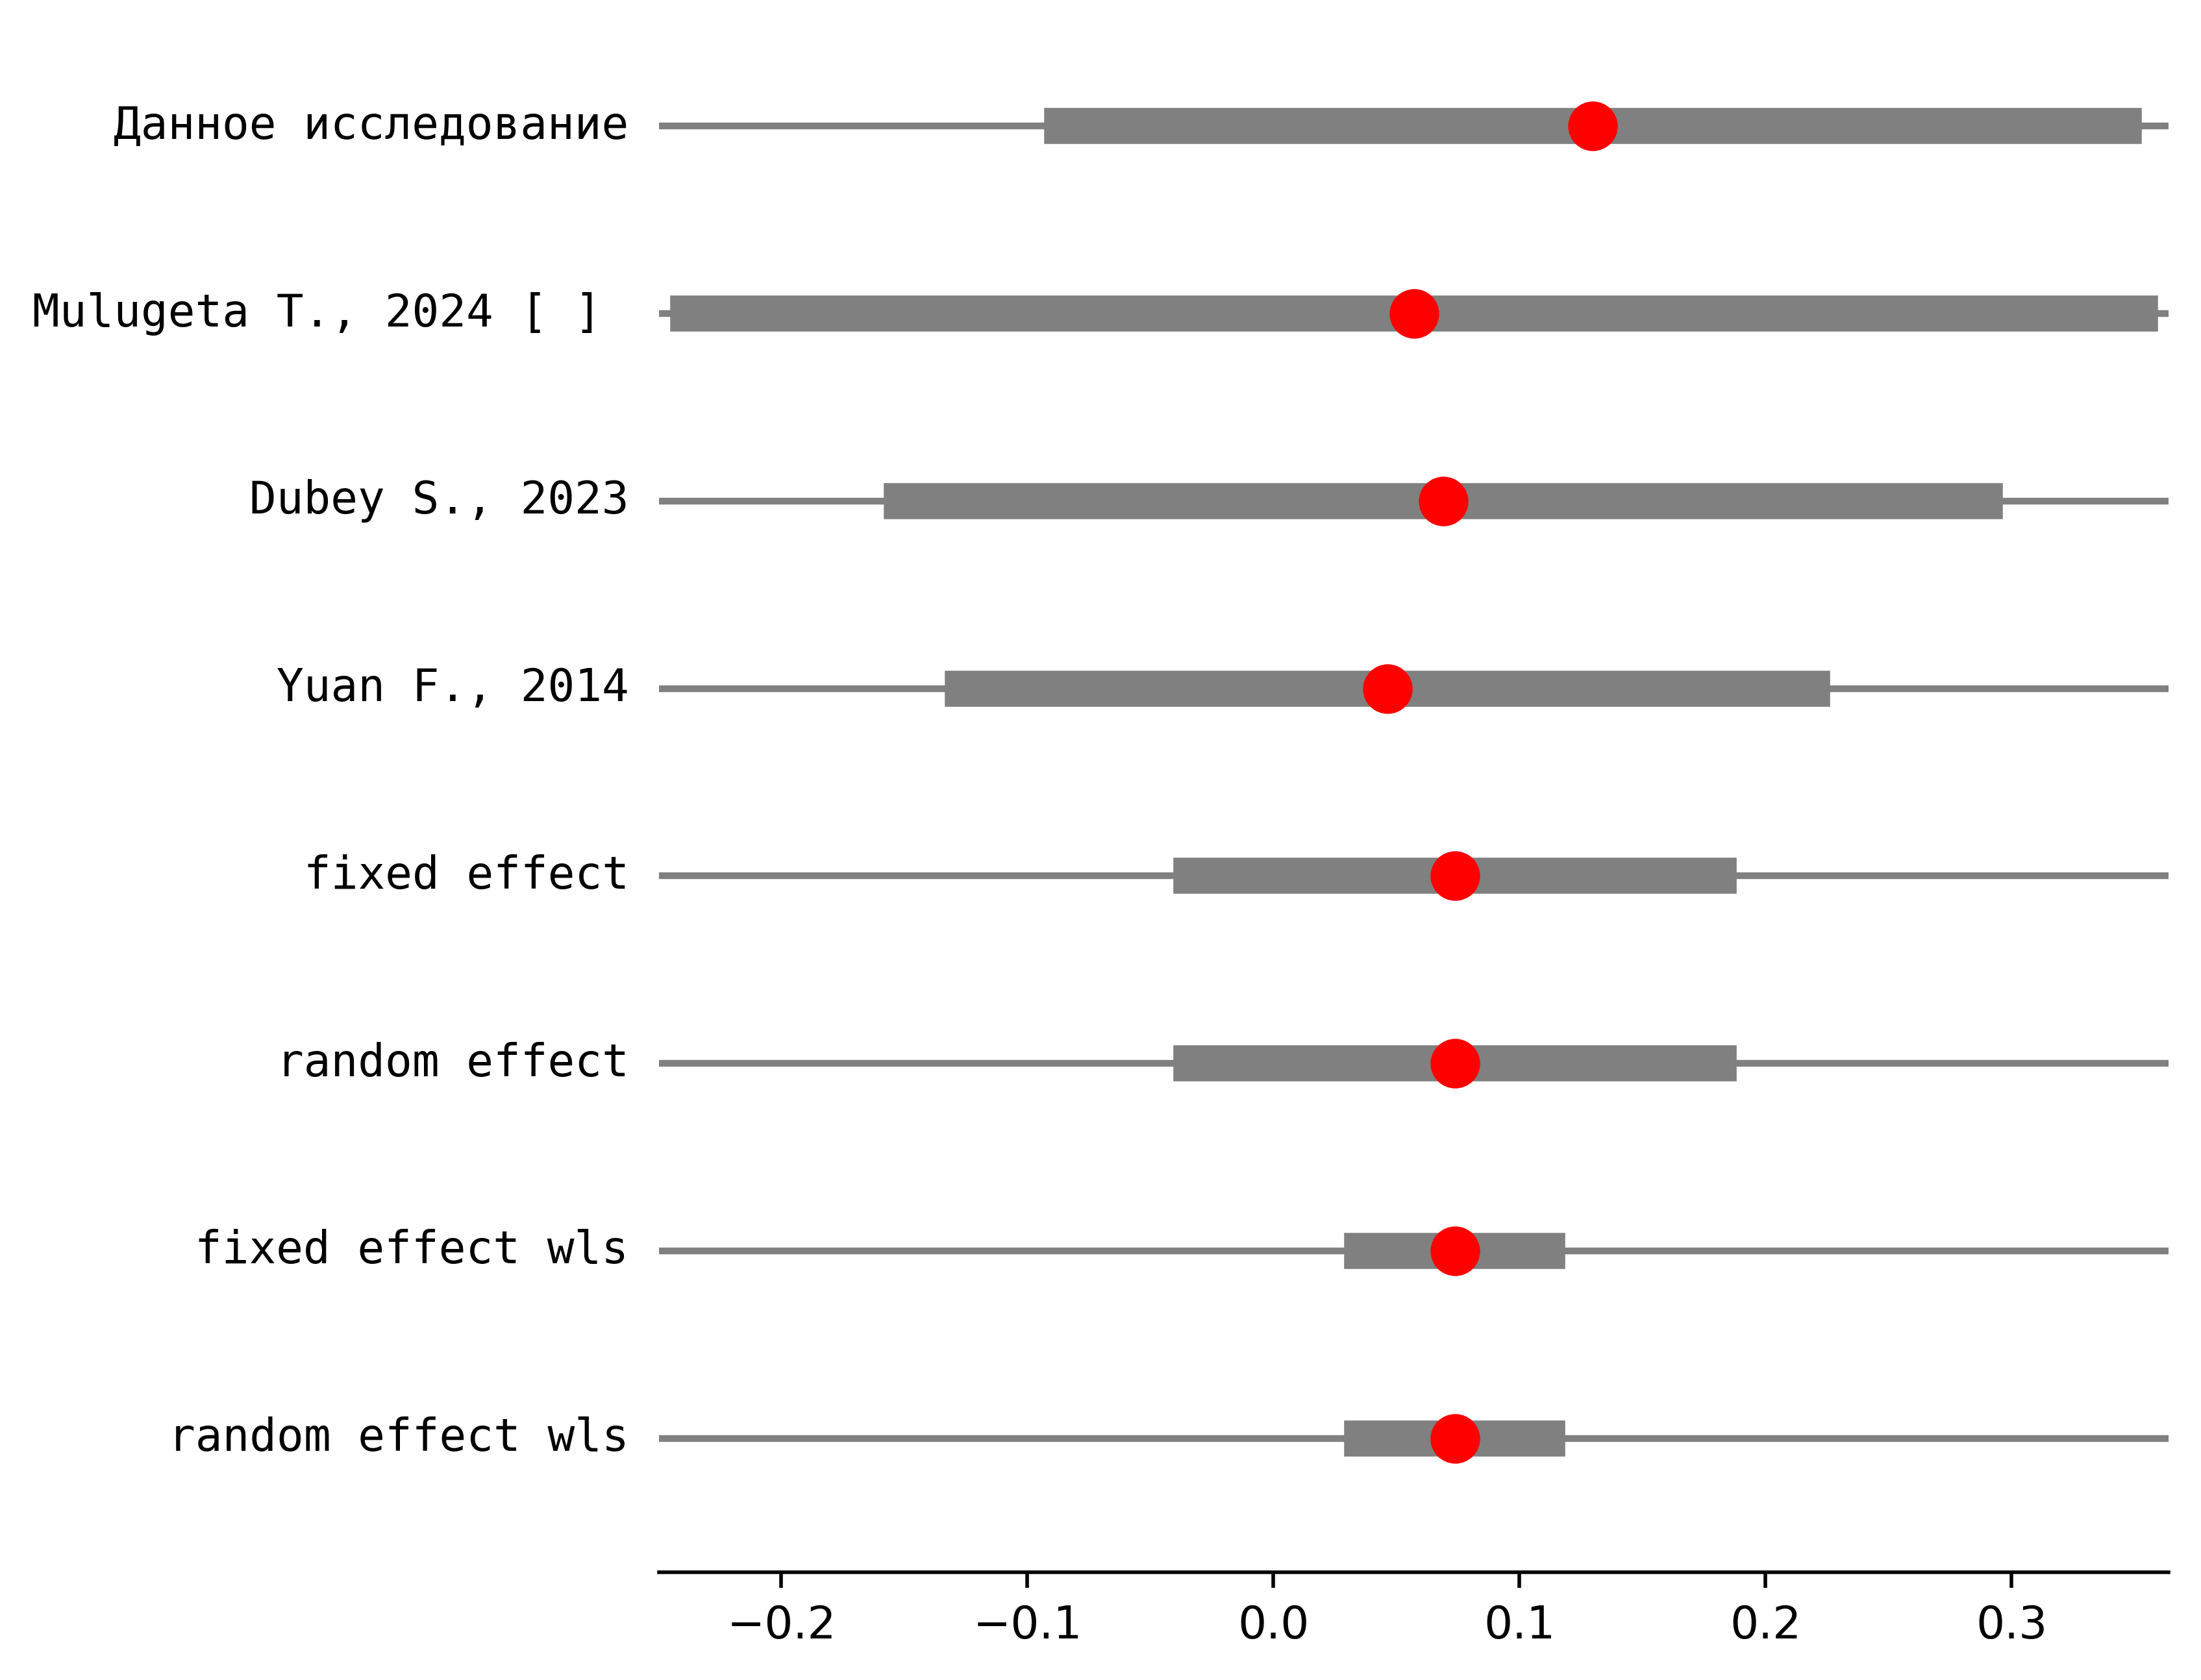 Данное исследование
Mulugeta T., 2024 [ ]
Dubey S., 2023
Yuan F., 2014
fixed effect
random effect
fixed effect wls
random effect wls
−0.2 −0.1 0.0 0.1 0.2 0.3